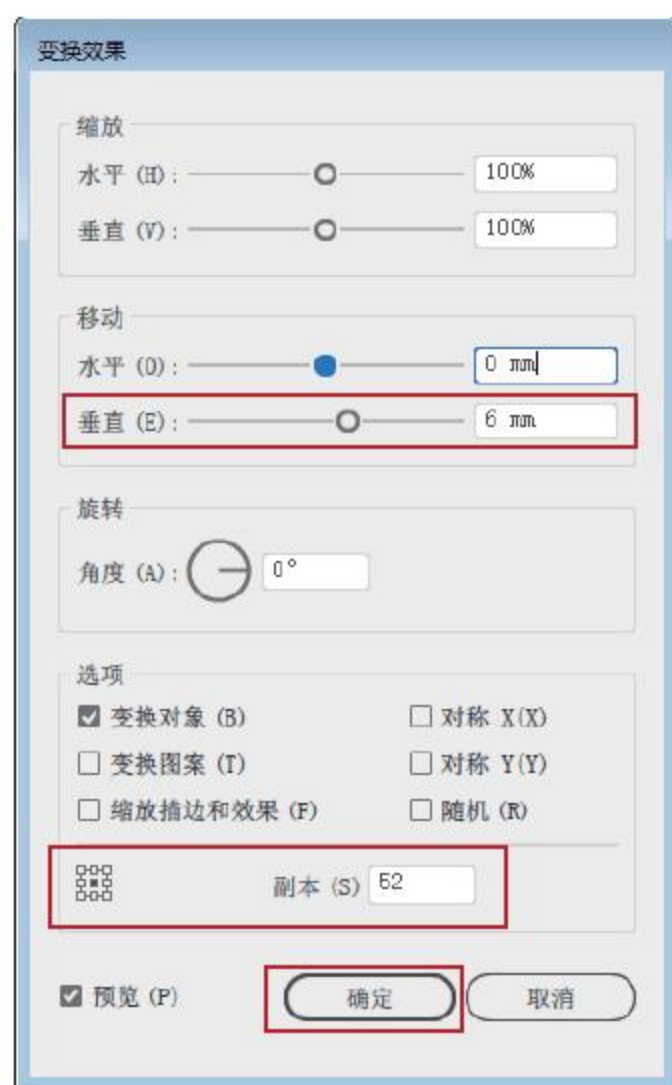 变换效果
缩放
水平 (H): 100%
垂直 (V): 100%
移动
水平 (O): 0 mm
垂直 (E): 6 mm
旋转
角度 (A): 0°
选项
变换对象 (B) 对称 X(X)
变换图案 (T) 对称 Y(Y)
缩放描边和效果 (F) 随机 (R)
副本 (S) 52
预览 (P) 确定 取消